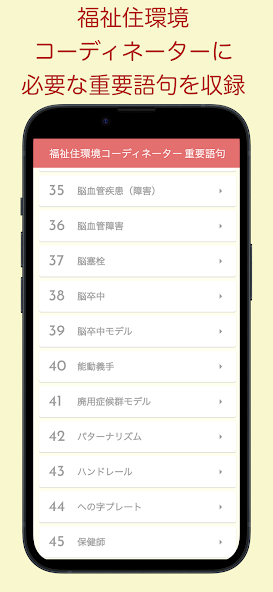 福祉住環境
コーディネーターに
必要な重要語句を収録
福祉住環境コーディネーター 重要語句
35 脳血管疾患（障害）
36 脳血管障害
37 脳塞栓
38 脳卒中
39 脳卒中モデル
40 能動義手
41 廃用症候群モデル
42 パターナリズム
43 ハンドレール
44 への字プレート
45 保健師